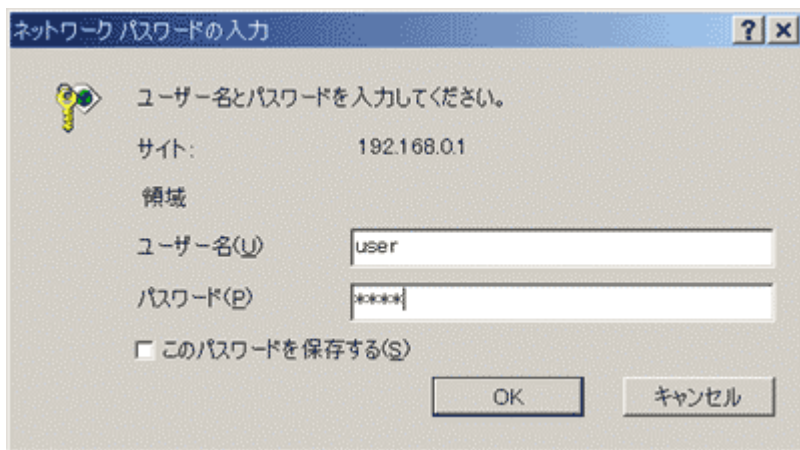 ネットワーク パスワードの入力
ユーザー名とパスワードを入力してください。
サイト: 192.168.0.1
領域
ユーザー名(U) user
パスワード(P) ****
このパスワードを保存する(S)
OK キャンセル